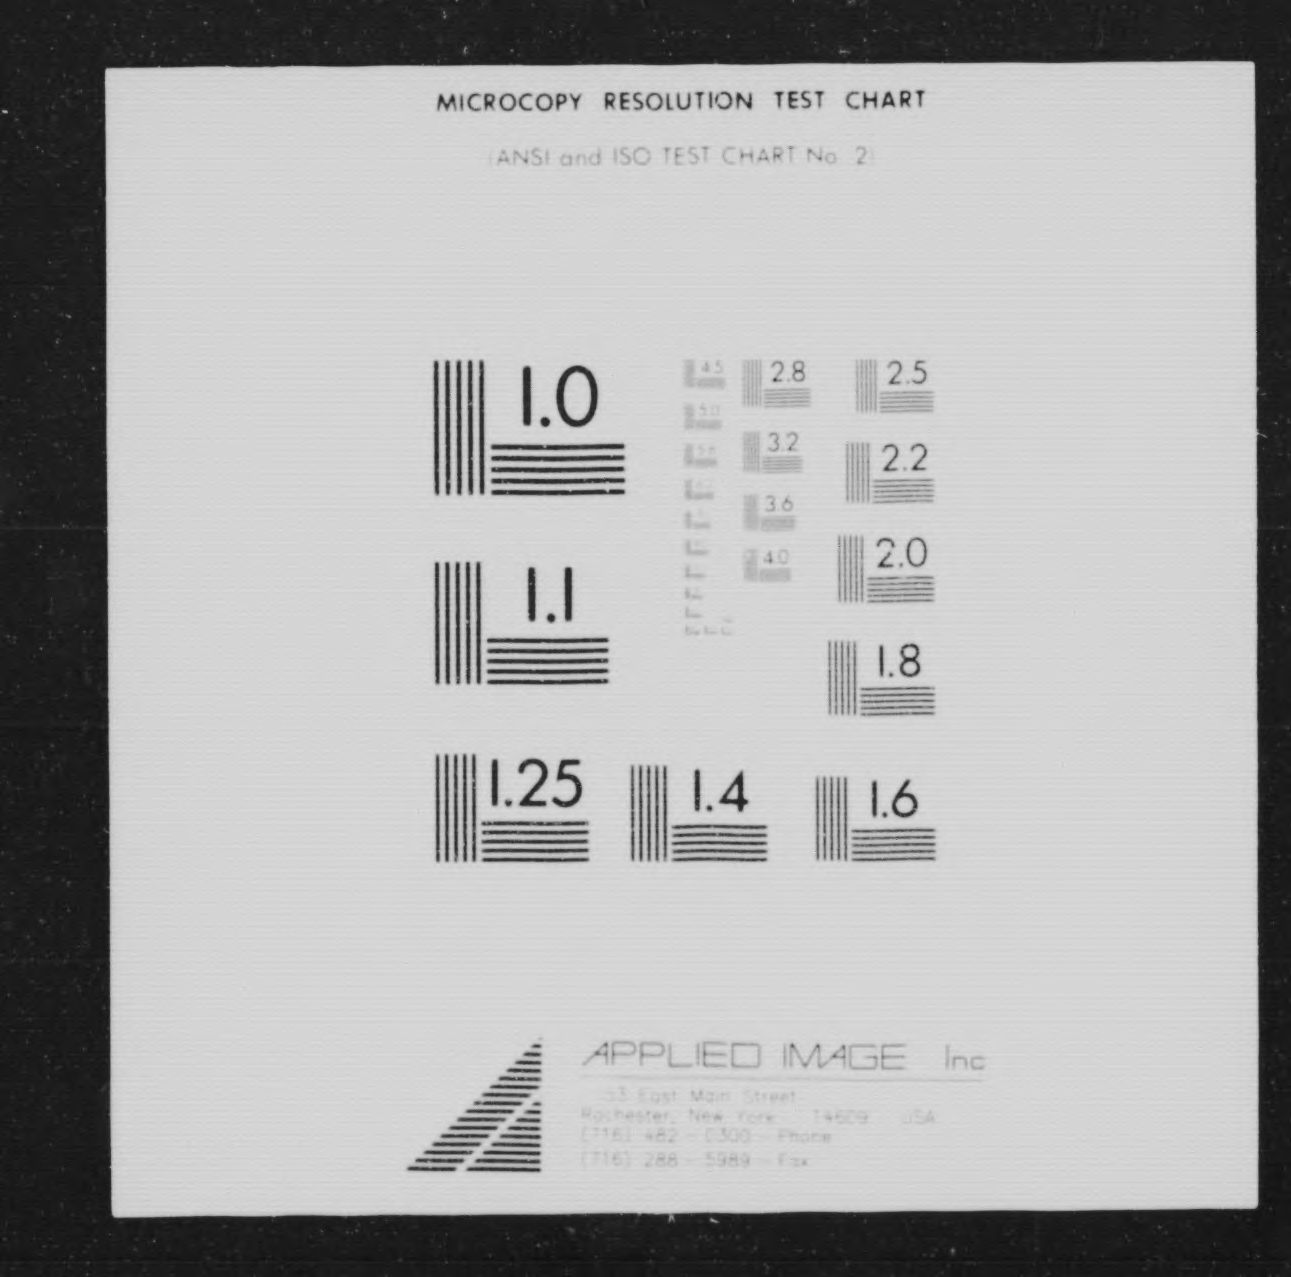 MICROCOPY RESOLUTION TEST CHART
(ANSI and ISO TEST CHART No. 2)
1.0
4.5
2.8
2.5
5.0
3.2
2.2
3.6
2.0
4.0
1.1
1.8
1.25
1.4
1.6
APPLIED IMAGE Inc
East Main Street
Rochester, New York 14609 USA
(716) 482 - 0300 - Phone
(716) 288 - 5989 - Fax